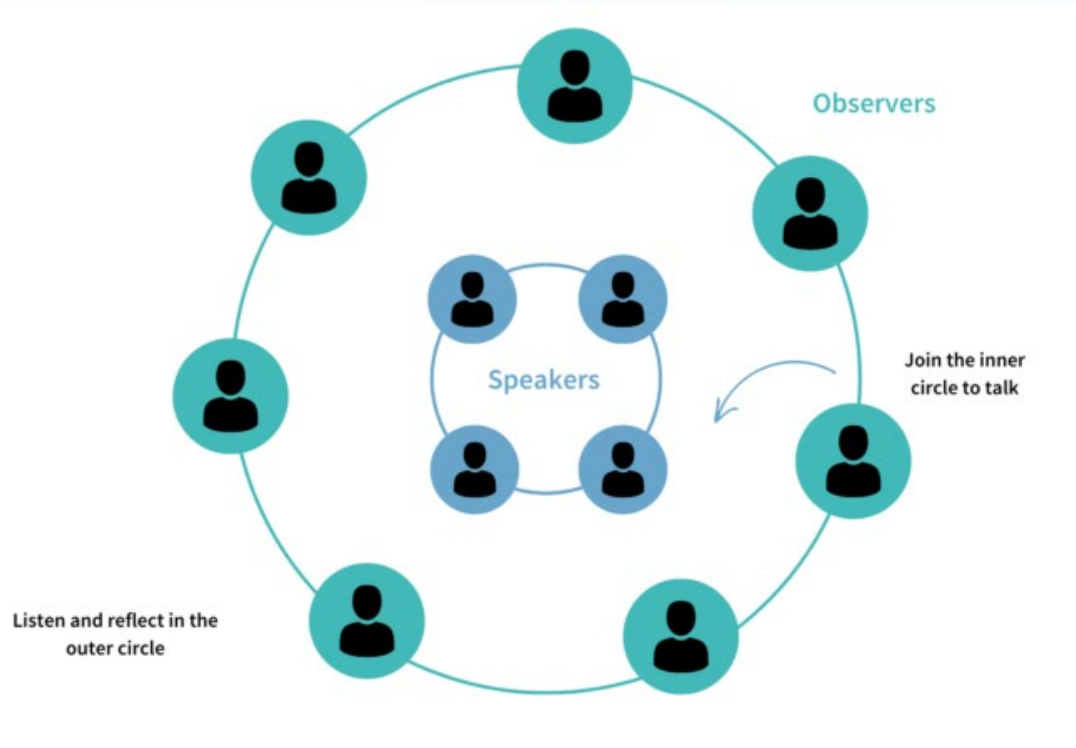 Observers
Join the inner
circle to talk
Speakers
Listen and reflect in the
outer circle